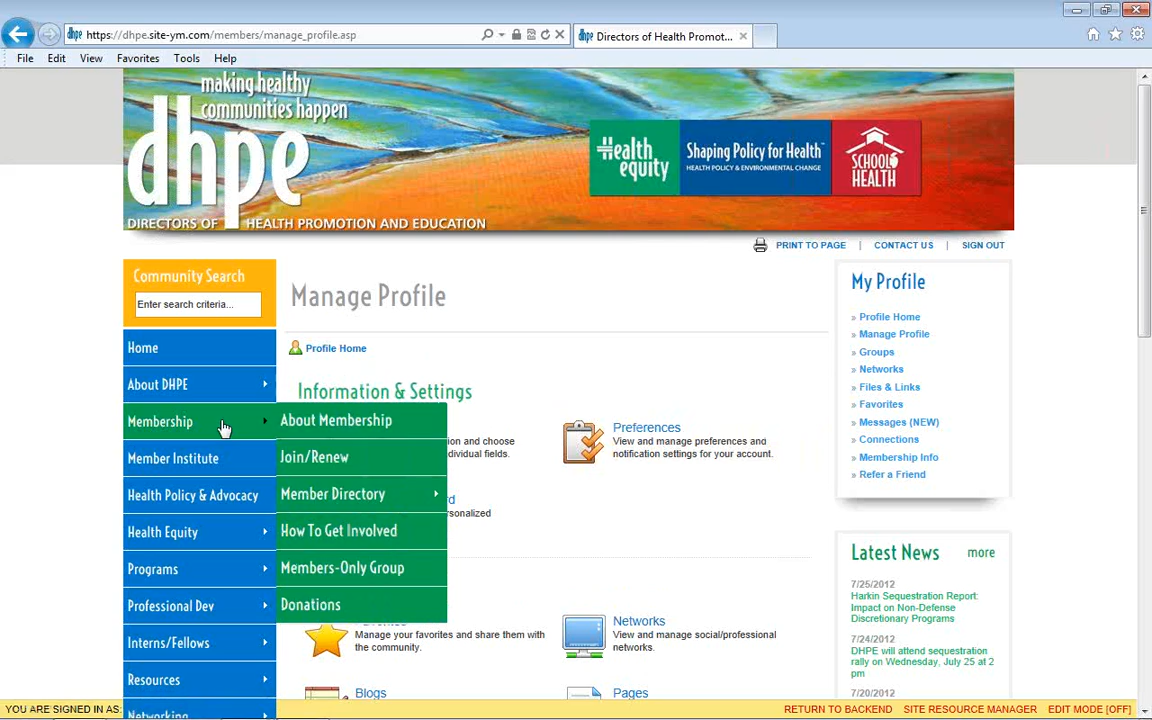 https://dhpe.site-ym.com/members/manage_profile.asp
Directors of Health Promot...
File Edit View Favorites Tools Help
making healthy
communities happen
dhpe
DIRECTORS OF HEALTH PROMOTION AND EDUCATION
Health
equity
Shaping Policy for Health
HEALTH POLICY & ENVIRONMENTAL CHANGE
SCHOOL
HEALTH
PRINT TO PAGE | CONTACT US | SIGN OUT
Community Search
Enter search criteria...
Home
About DHPE
Membership
Member Institute
Health Policy & Advocacy
Health Equity
Programs
Professional Dev
Interns/Fellows
Resources
Networking
About Membership
Join/Renew
Member Directory
How To Get Involved
Members-Only Group
Donations
Manage Profile
Profile Home
Information & Settings
ion and choose
dividual fields.
Preferences
View and manage preferences and
notification settings for your account.
rd
rsonalized
Favorites
Manage your favorites and share them with
the community.
Networks
View and manage social/professional
networks.
Blogs
Pages
My Profile
» Profile Home
» Manage Profile
» Groups
» Networks
» Files & Links
» Favorites
» Messages (NEW)
» Connections
» Membership Info
» Refer a Friend
Latest News more
7/25/2012
Harkin Sequestration Report:
Impact on Non-Defense
Discretionary Programs
7/24/2012
DHPE will attend sequestration
rally on Wednesday, July 25 at 2
pm
7/20/2012
YOU ARE SIGNED IN AS:
RETURN TO BACKEND SITE RESOURCE MANAGER EDIT MODE [OFF]